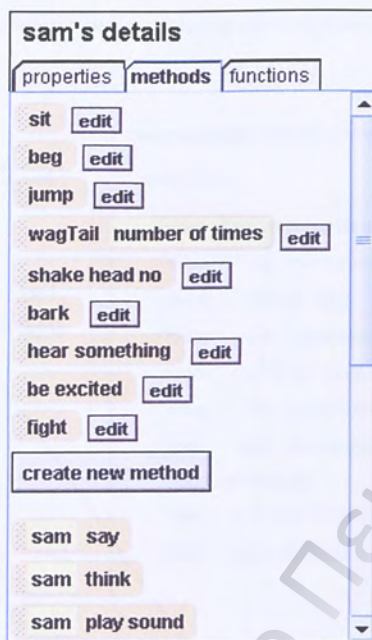 sam's details
properties methods functions
sit edit
beg edit
jump edit
wagTail number of times edit
shake head no edit
bark edit
hear something edit
be excited edit
fight edit
create new method
sam say
sam think
sam play sound